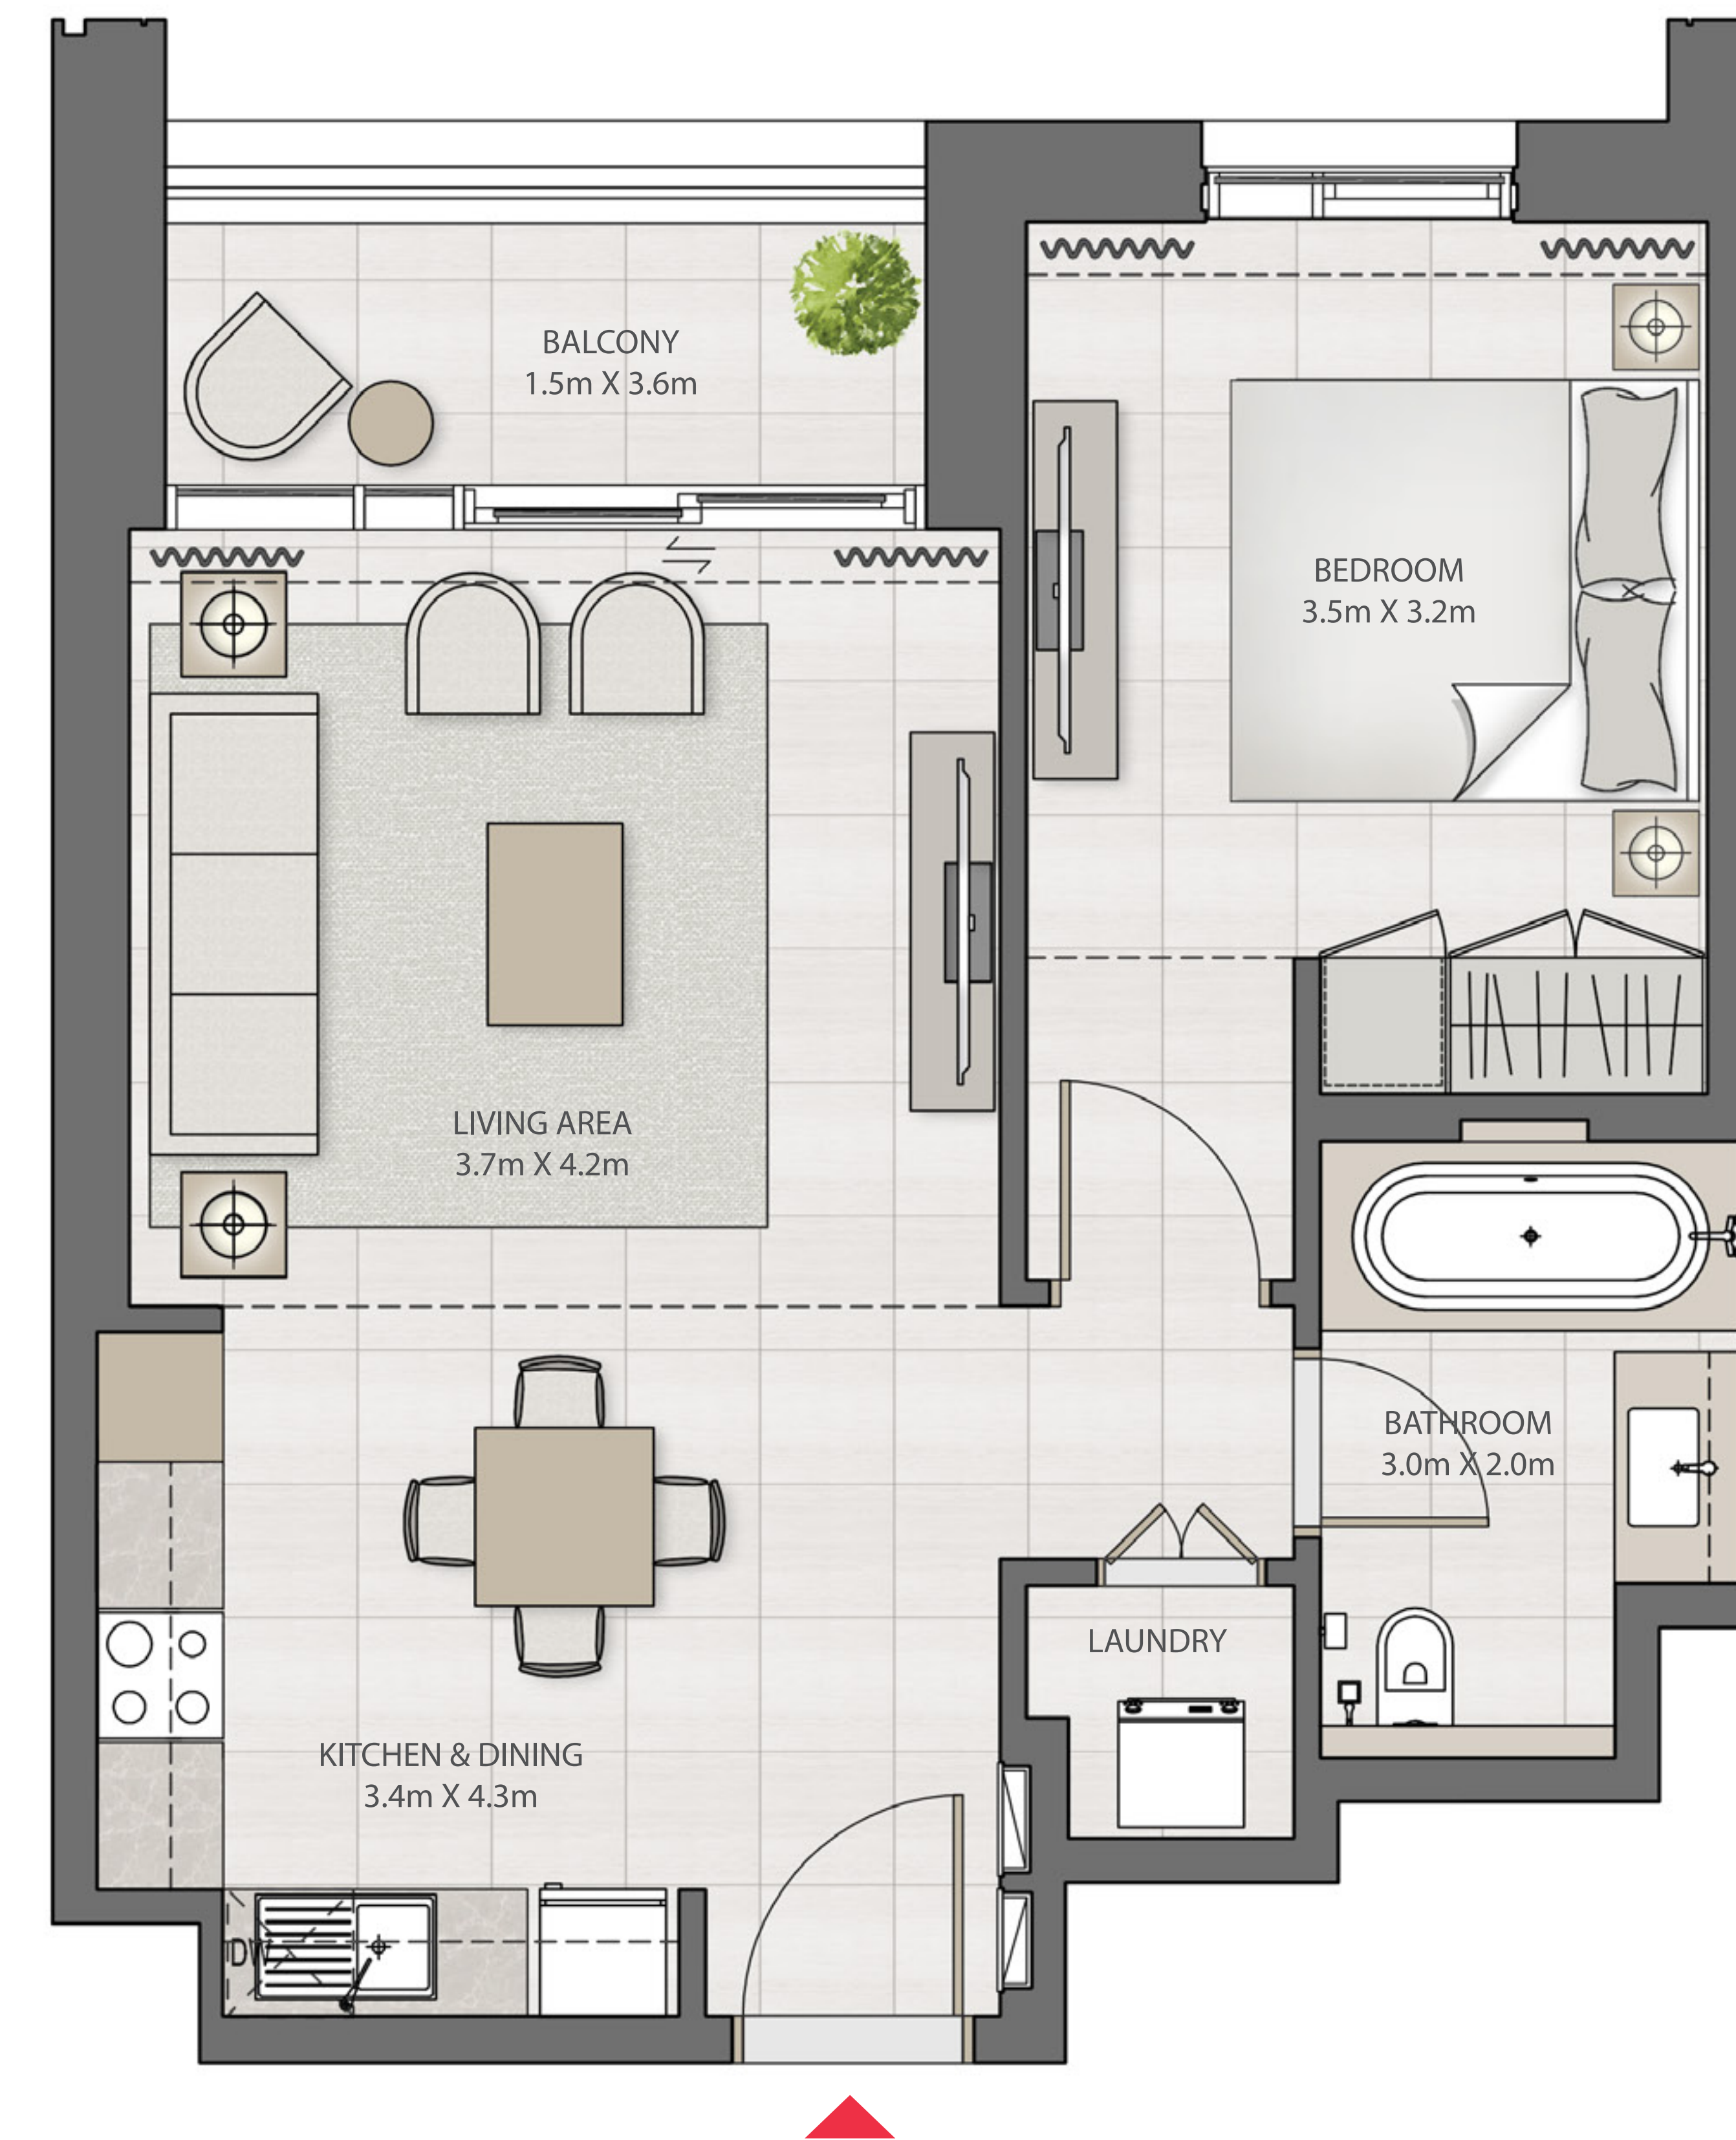 BALCONY
1.5m X 3.6m
BEDROOM
3.5m X 3.2m
LIVING AREA
3.7m X 4.2m
BATHROOM
3.0m X 2.0m
LAUNDRY
KITCHEN & DINING
3.4m X 4.3m
DW